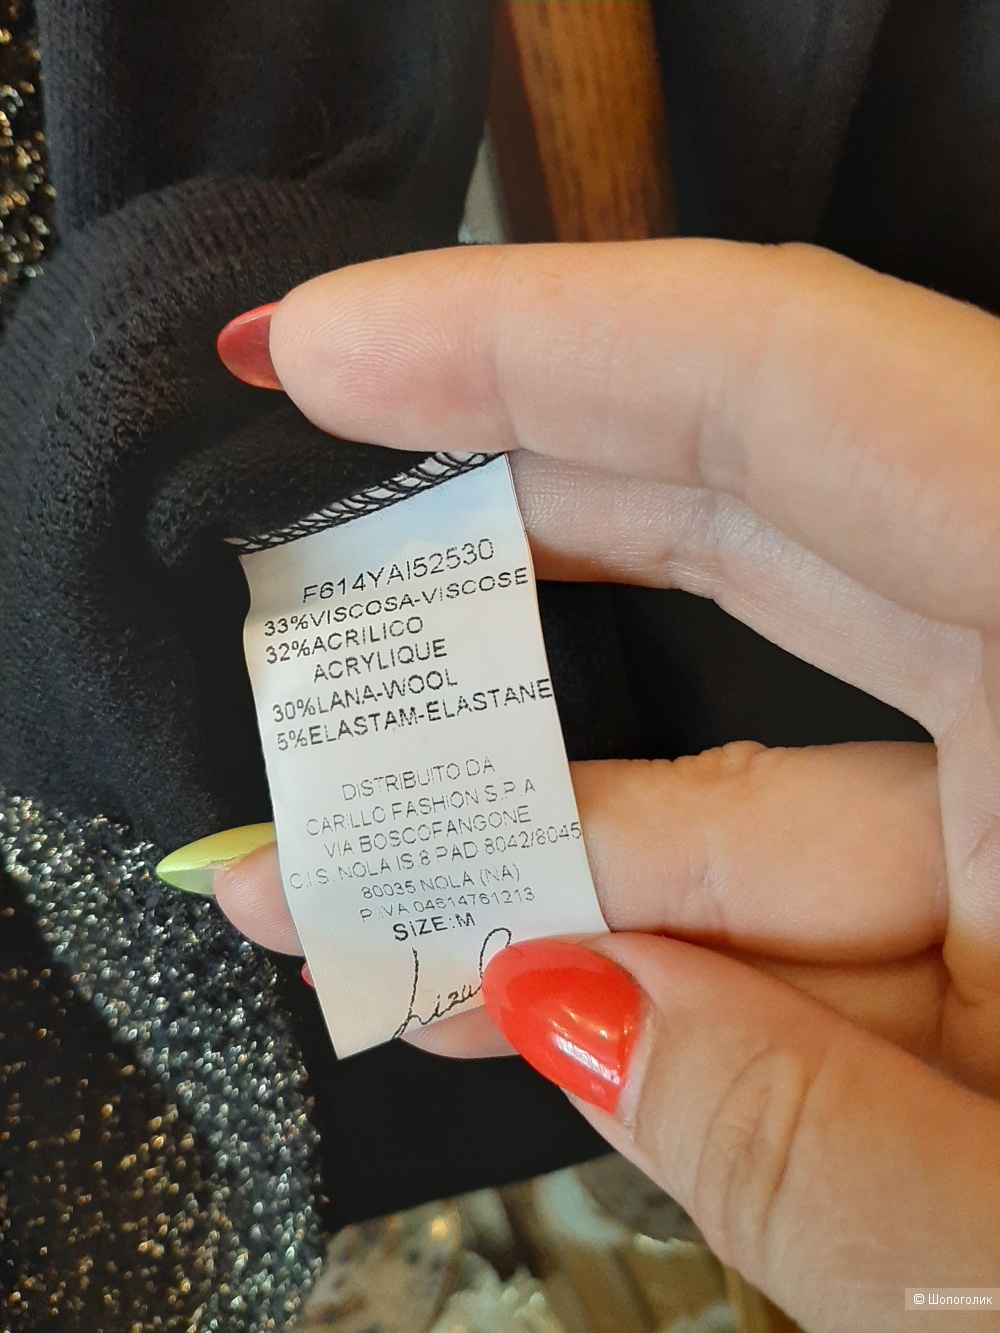 F614YAI52530
33%VISCOSA-VISCOSE
32%ACRILICO
ACRYLIQUE
30%LANA-WOOL
5%ELASTAM-ELASTANE
DISTRIBUITO DA
CARILLO FASHION S.P.A
VIA BOSCOFANGONE
C.I.S. NOLA IS.8 PAD 8042/8045
80035 NOLA (NA)
P.IVA 04614761213
SIZE:M
© Шопоголик